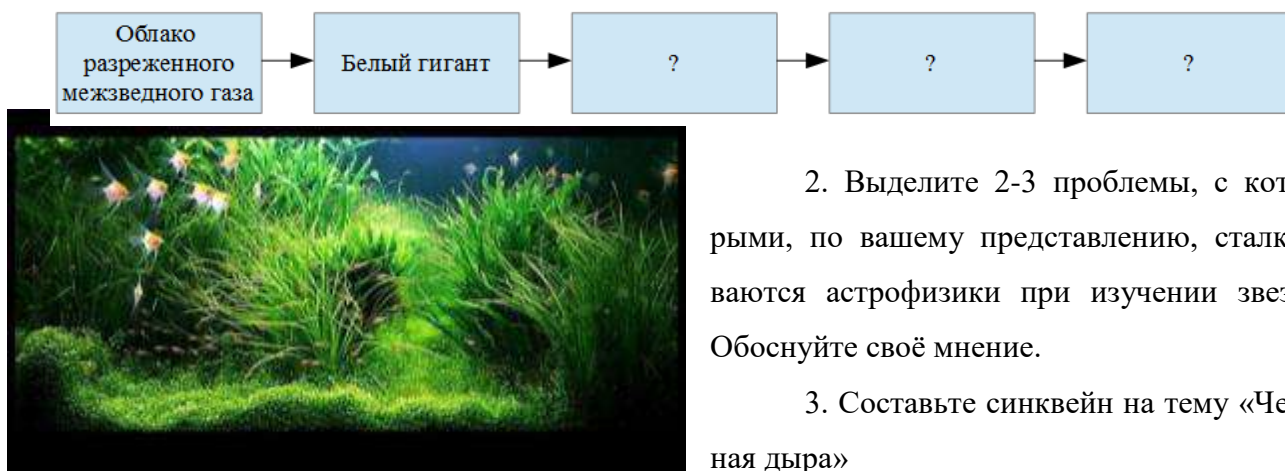 Облако
разреженного
межзведного газа
Белый гигант
?
?
?
2. Выделите 2-3 проблемы, с кот
рыми, по вашему представлению, сталк
ваются астрофизики при изучении звез
Обоснуйте своё мнение.
3. Составьте синквейн на тему «Че
ная дыра»